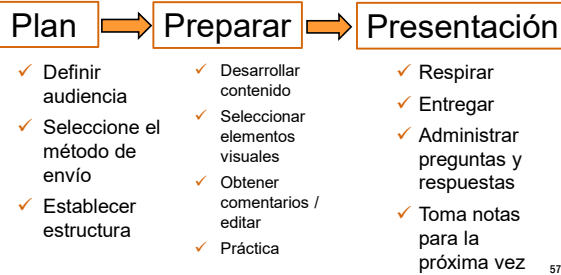 Plan
Preparar
Presentación
Definir
audiencia
Seleccione el
método de
envío
Establecer
estructura
Desarrollar
contenido
Seleccionar
elementos
visuales
Obtener
comentarios /
editar
Práctica
Respirar
Entregar
Administrar
preguntas y
respuestas
Toma notas
para la
próxima vez
57